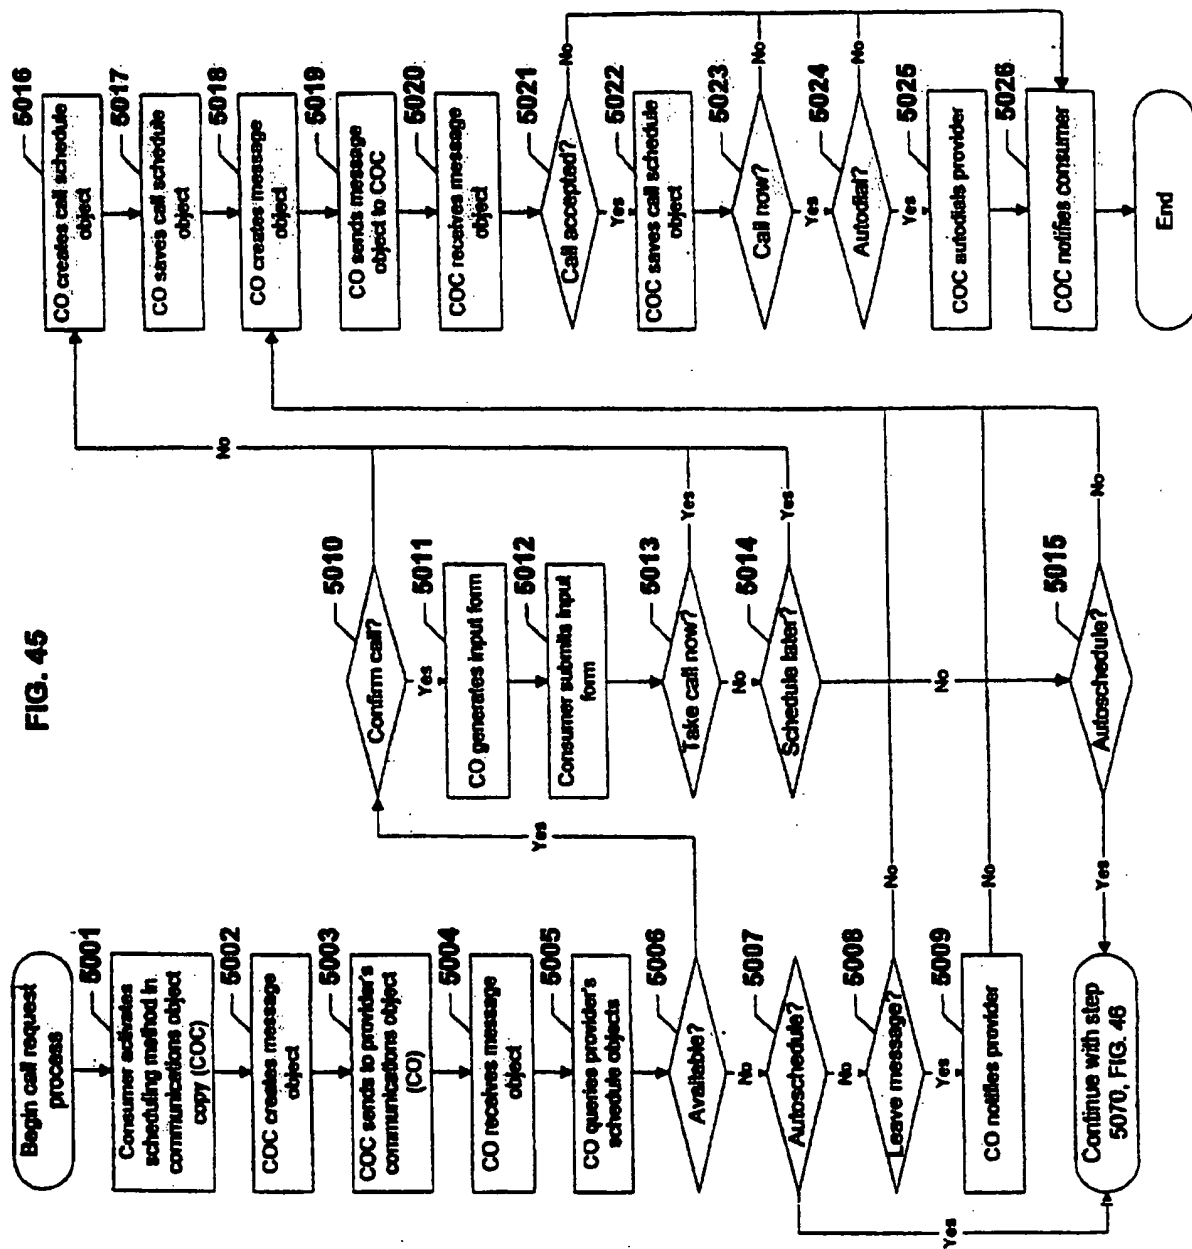 FIG. 45
Begin call request
process
5001
Consumer activates
scheduling method in
communications object
copy (COC)
5002
COC creates message
object
5003
COC sends to provider's
communications object
(CO)
5004
CO receives message
object
5005
CO queries provider's
schedule objects
5006
Available?
Yes
No
5007
Autoschedule?
Yes
No
5008
Leave message?
No
Yes
5009
CO notifies provider
No
Continue with step
5070, FIG. 46
5010
Confirm call?
No
Yes
5011
CO generates input form
5012
Consumer submits input
form
5013
Take call now?
Yes
No
5014
Schedule later?
Yes
No
5015
Autoschedule?
No
Yes
5016
CO creates call schedule
object
5017
CO saves call schedule
object
5018
CO creates message
object
5019
CO sends message
object to COC
5020
COC receives message
object
5021
Call accepted?
No
Yes
5022
COC saves call schedule
object
5023
Call now?
No
Yes
5024
Autodial?
No
Yes
5025
COC autodials provider
5026
COC notifies consumer
End